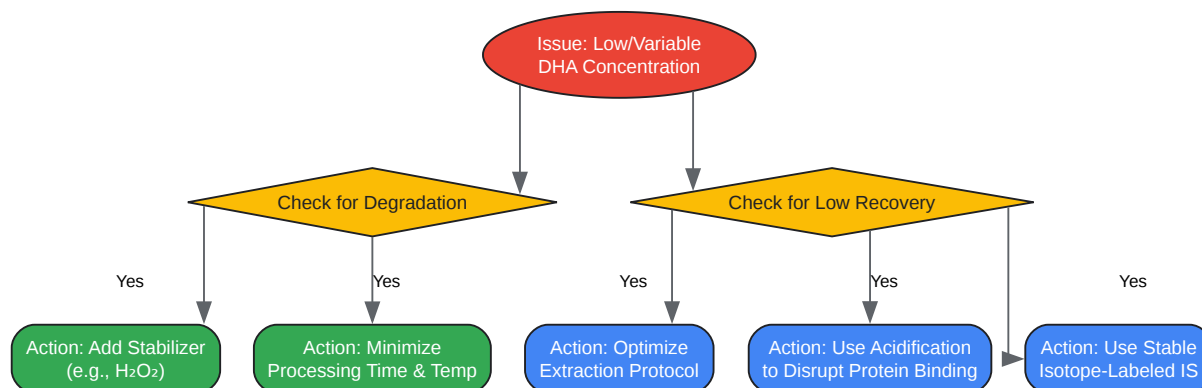 Issue: Low/Variable
DHA Concentration
Check for Degradation
Check for Low Recovery
Yes
Yes
Yes
Yes
Yes
Action: Add Stabilizer
(e.g., H₂O₂)
Action: Minimize
Processing Time & Temp
Action: Optimize
Extraction Protocol
Action: Use Acidification
to Disrupt Protein Binding
Action: Use Stable
Isotope-Labeled IS